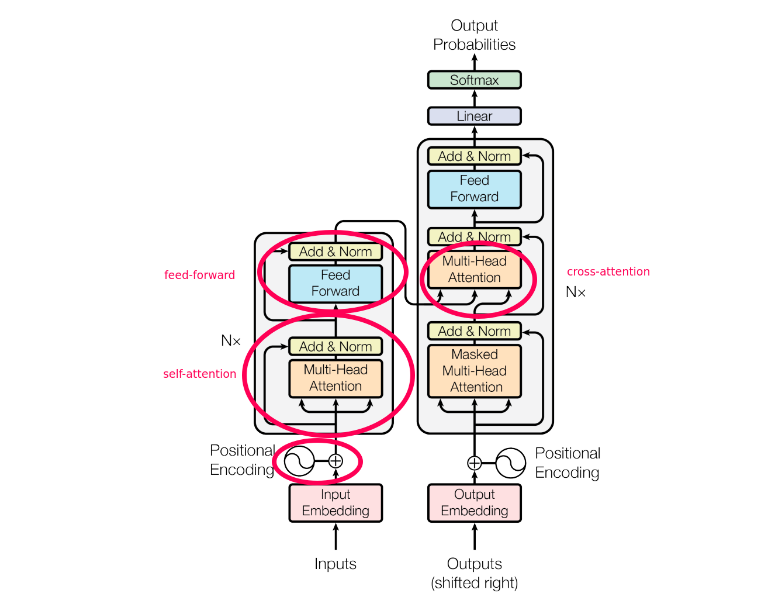 Output
Probabilities
Softmax
Linear
Add & Norm
Feed
Forward
Add & Norm
Multi-Head
Attention
cross-attention
N×
Add & Norm
Masked
Multi-Head
Attention
Add & Norm
feed-forward
Feed
Forward
N×
Add & Norm
self-attention
Multi-Head
Attention
Positional
Encoding
Positional
Encoding
Input
Embedding
Output
Embedding
Inputs
Outputs
(shifted right)